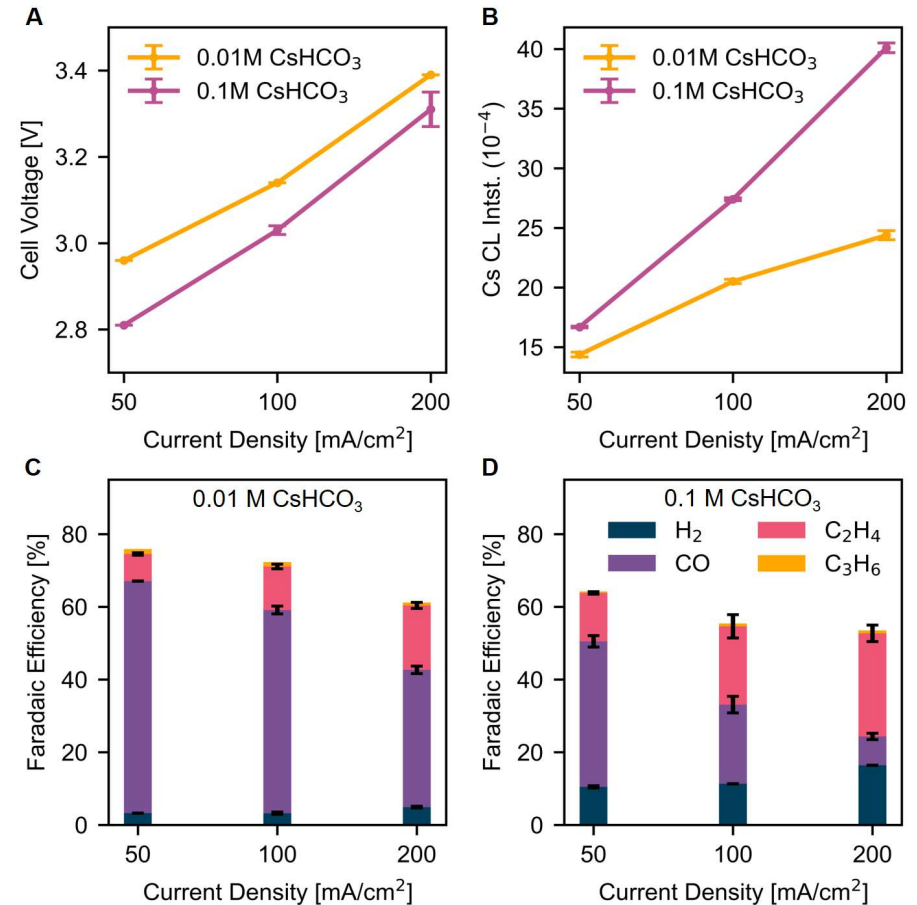 A
0.01M CsHCO₃
0.1M CsHCO₃
Cell Voltage [V]
3.4
3.2
3.0
2.8
50 100 200
Current Density [mA/cm²]
B
0.01M CsHCO₃
0.1M CsHCO₃
Cs CL Intst. (10⁻⁴)
40
35
30
25
20
15
50 100 200
Current Denisty [mA/cm²]
C
0.01 M CsHCO₃
Faradaic Efficiency [%]
80
60
40
20
0
50 100 200
Current Density [mA/cm²]
D
0.1 M CsHCO₃
H₂ C₂H₄
CO C₃H₆
Faradaic Efficiency [%]
80
60
40
20
0
50 100 200
Current Density [mA/cm²]